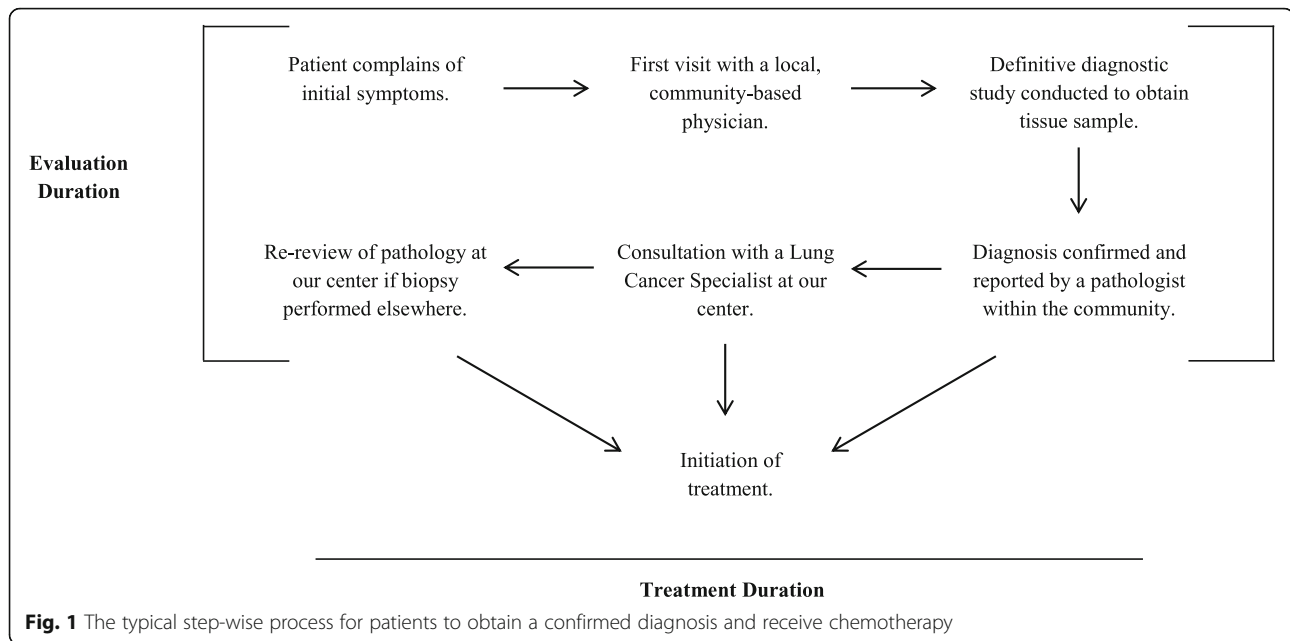 Patient complains of
initial symptoms.
First visit with a local,
community-based
physician.
Definitive diagnostic
study conducted to obtain
tissue sample.
Evaluation
Duration
Re-review of pathology at
our center if biopsy
performed elsewhere.
Consultation with a Lung
Cancer Specialist at our
center.
Diagnosis confirmed and
reported by a pathologist
within the community.
Initiation of
treatment.
Treatment Duration
Fig. 1 The typical step-wise process for patients to obtain a confirmed diagnosis and receive chemotherapy